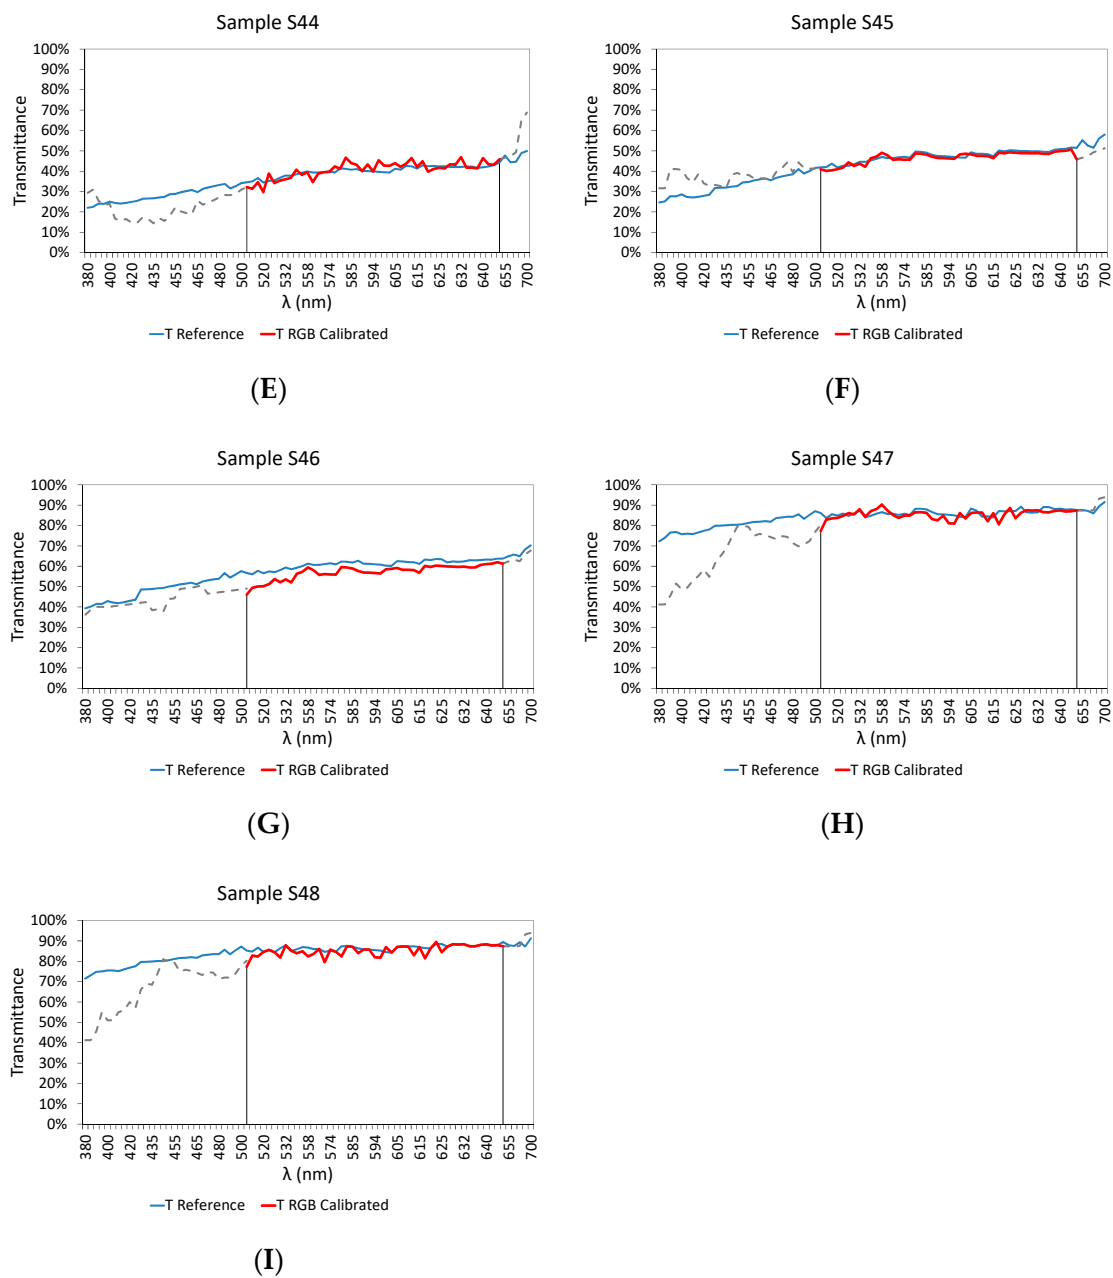 Sample S44
100%
90%
80%
70%
60%
50%
40%
30%
20%
10%
0%
Transmittance
380 400 420 435 455 465 480 500 520 532 558 574 585 594 605 615 625 632 640 655 700
λ (nm)
T Reference T RGB Calibrated
(E)
Sample S45
100%
90%
80%
70%
60%
50%
40%
30%
20%
10%
0%
Transmittance
380 400 420 435 455 465 480 500 520 532 558 574 585 594 605 615 625 632 640 655 700
λ (nm)
T Reference T RGB Calibrated
(F)
Sample S46
100%
90%
80%
70%
60%
50%
40%
30%
20%
10%
0%
Transmittance
380 400 420 435 455 465 480 500 520 532 558 574 585 594 605 615 625 632 640 655 700
λ (nm)
T Reference T RGB Calibrated
(G)
Sample S47
100%
90%
80%
70%
60%
50%
40%
30%
20%
10%
0%
Transmittance
380 400 420 435 455 465 480 500 520 532 558 574 585 594 605 615 625 632 640 655 700
λ (nm)
T Reference T RGB Calibrated
(H)
Sample S48
100%
90%
80%
70%
60%
50%
40%
30%
20%
10%
0%
Transmittance
380 400 420 435 455 465 480 500 520 532 558 574 585 594 605 615 625 632 640 655 700
λ (nm)
T Reference T RGB Calibrated
(I)